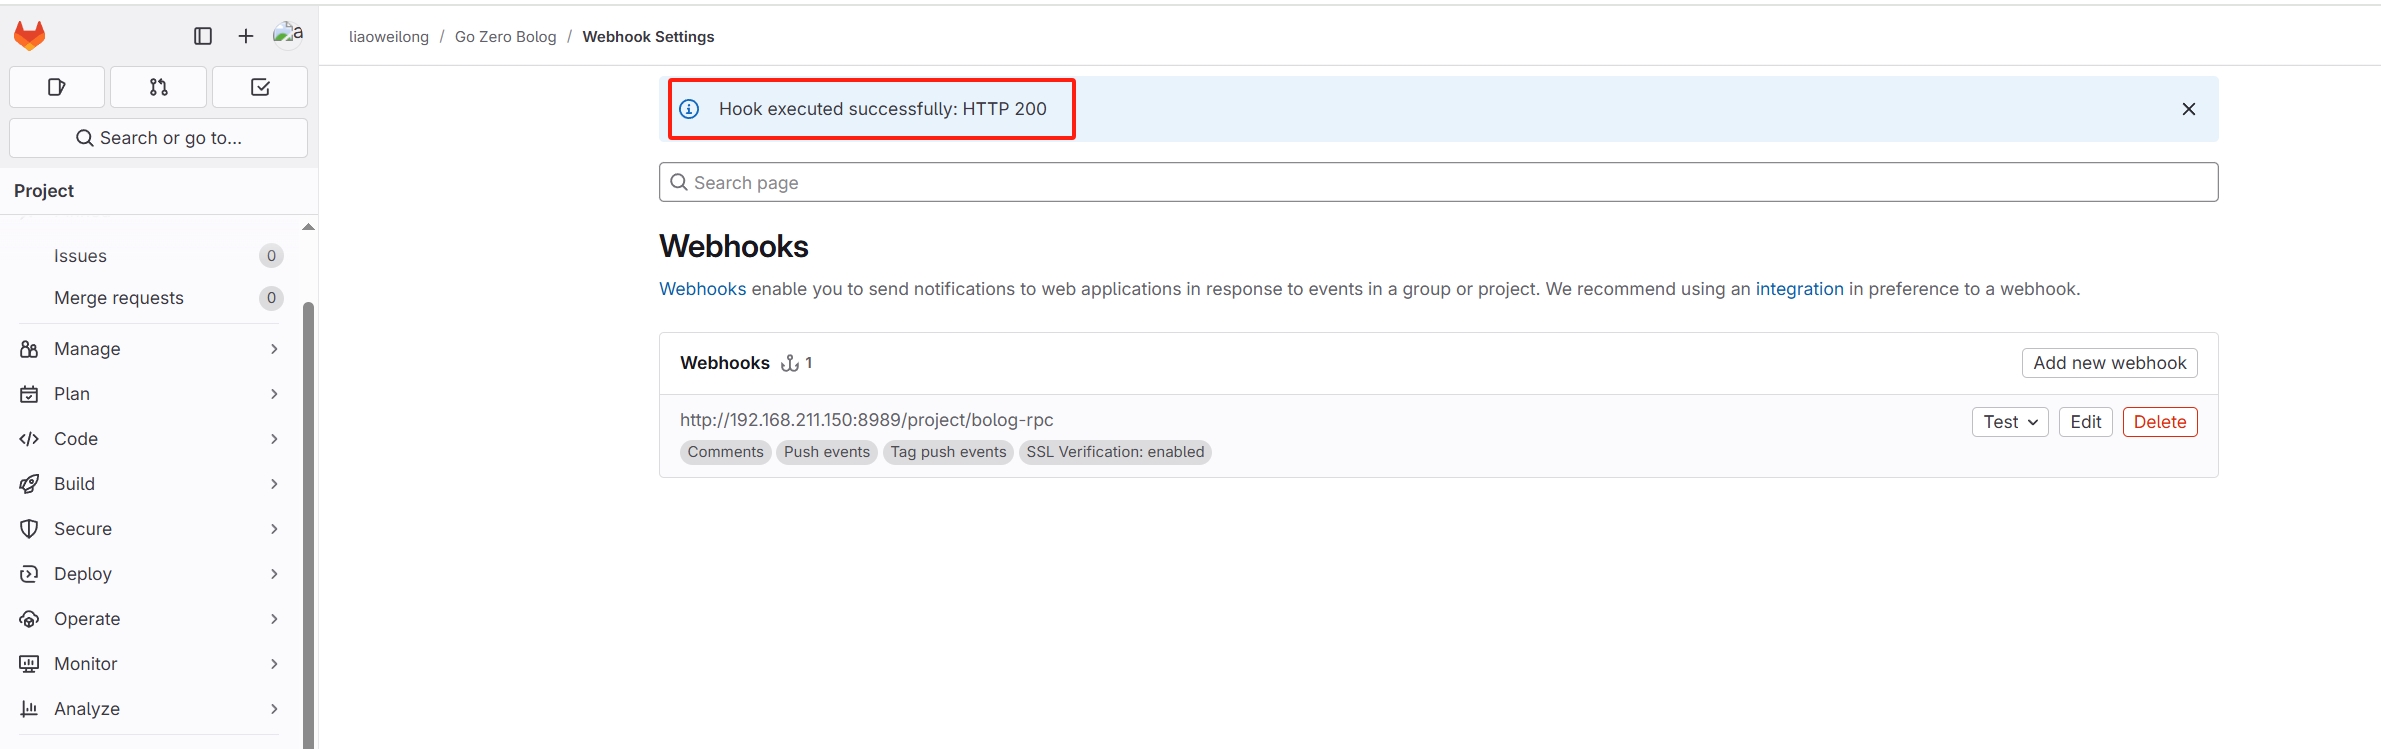 a
liaoweilong / Go Zero Bolog / Webhook Settings
Hook executed successfully: HTTP 200
Search or go to...
Search page
Project
Issues 0
Merge requests 0
Manage
Plan
Code
Build
Secure
Deploy
Operate
Monitor
Analyze
Webhooks
Webhooks enable you to send notifications to web applications in response to events in a group or project. We recommend using an integration in preference to a webhook.
Webhooks 1 Add new webhook
http://192.168.211.150:8989/project/bolog-rpc Test Edit Delete
Comments Push events Tag push events SSL Verification: enabled